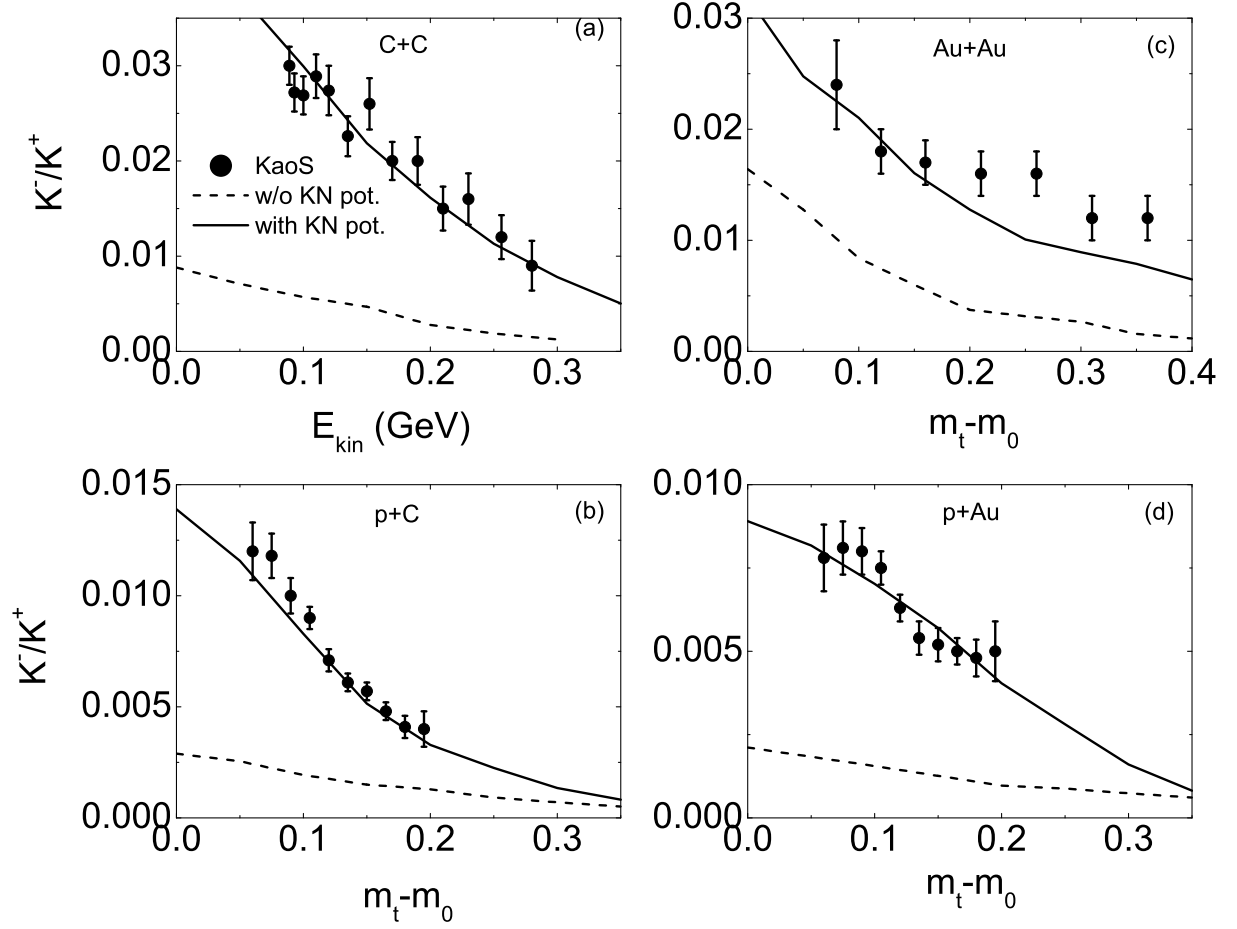 (a)
C+C
0.03
0.02
0.01
0.00
K⁻/K⁺
KaoS
w/o KN pot.
with KN pot.
0.0 0.1 0.2 0.3
E_kin (GeV)
(c)
Au+Au
0.03
0.02
0.01
0.00
0.0 0.1 0.2 0.3 0.4
m_t-m_0
(b)
p+C
0.015
0.010
0.005
0.000
K⁻/K⁺
0.0 0.1 0.2 0.3
m_t-m_0
(d)
p+Au
0.010
0.005
0.000
0.0 0.1 0.2 0.3
m_t-m_0